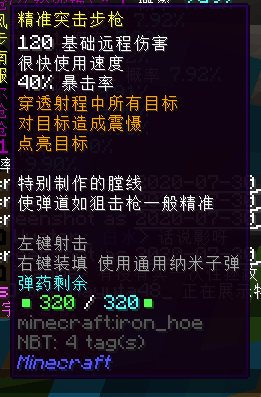 精准突击步枪
120 基础远程伤害
很快使用速度
40% 暴击率
穿透射程中所有目标
对目标造成震慑
点亮目标
特别制作的膛线
使弹道如狙击枪一般精准
左键射击
右键装填 使用通用纳米子弹
弹药剩余
▪ 320 / 320 ▪
minecraft:iron_hoe
NBT: 4 tag(s)
Minecraft